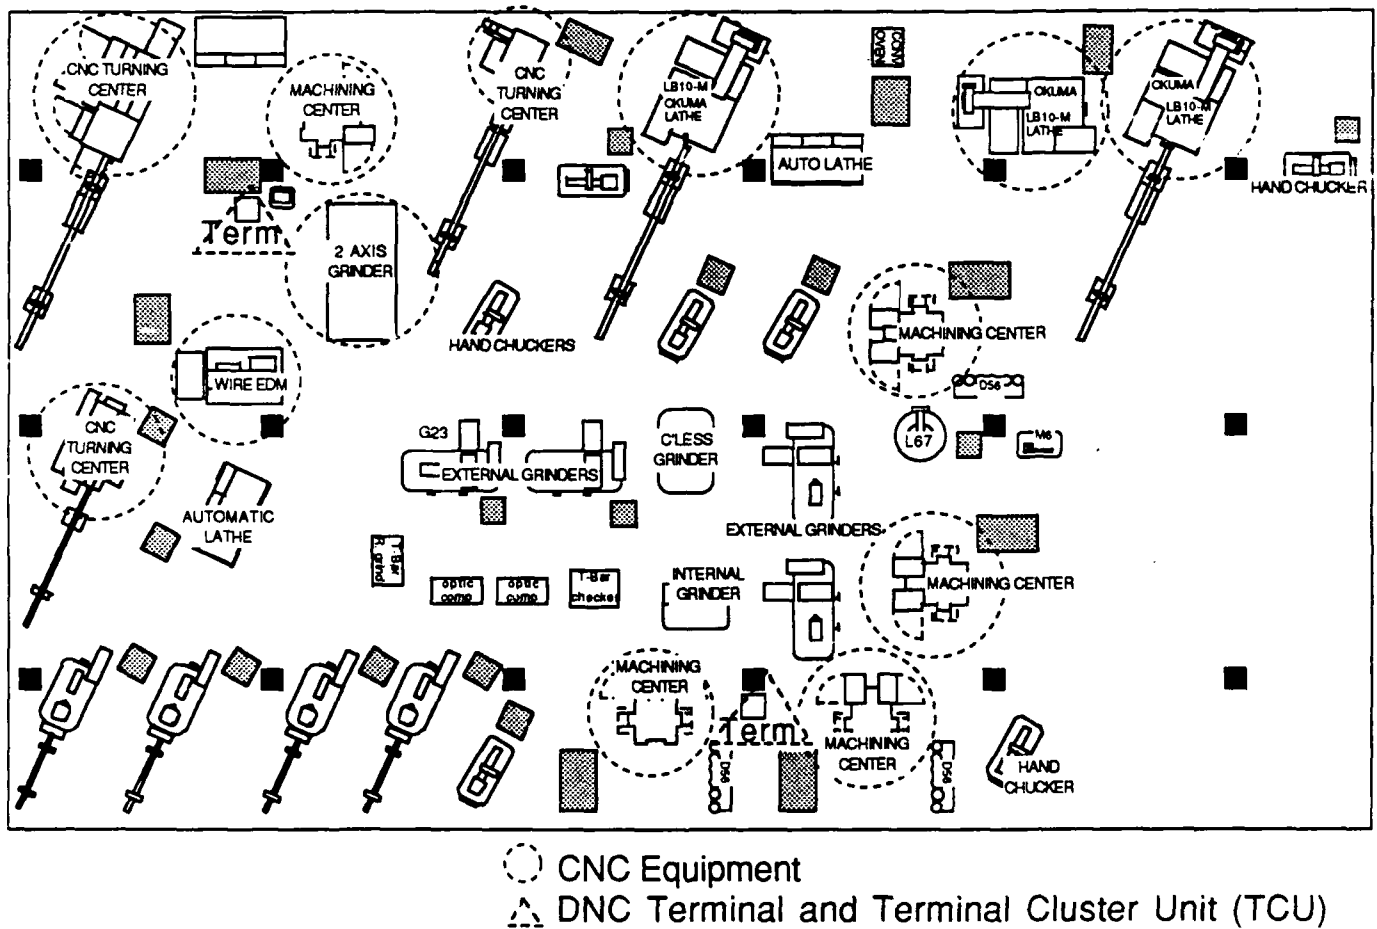 CNC TURNING
CENTER
MACHINING
CENTER
CNC
TURNING
CENTER
LB10-M
OKUMA
LATHE
CONV
OVEN
OKUMA
LB10-M
LATHE
OKUMA
LB10-M
LATHE
AUTO LATHE
HAND CHUCKER
Term
2 AXIS
GRINDER
HAND CHUCKERS
MACHINING CENTER
WIRE EDM
D56
CNC
TURNING
CENTER
G23
EXTERNAL GRINDERS
C'LESS
GRINDER
L67
M6
AUTOMATIC
LATHE
EXTERNAL GRINDERS
T-Bar
R. grind
optic
comp
optic
comp
T-Bar
checker
INTERNAL
GRINDER
MACHINING CENTER
MACHINING
CENTER
Term
MACHINING
CENTER
D56
D56
HAND
CHUCKER
CNC Equipment
DNC Terminal and Terminal Cluster Unit (TCU)